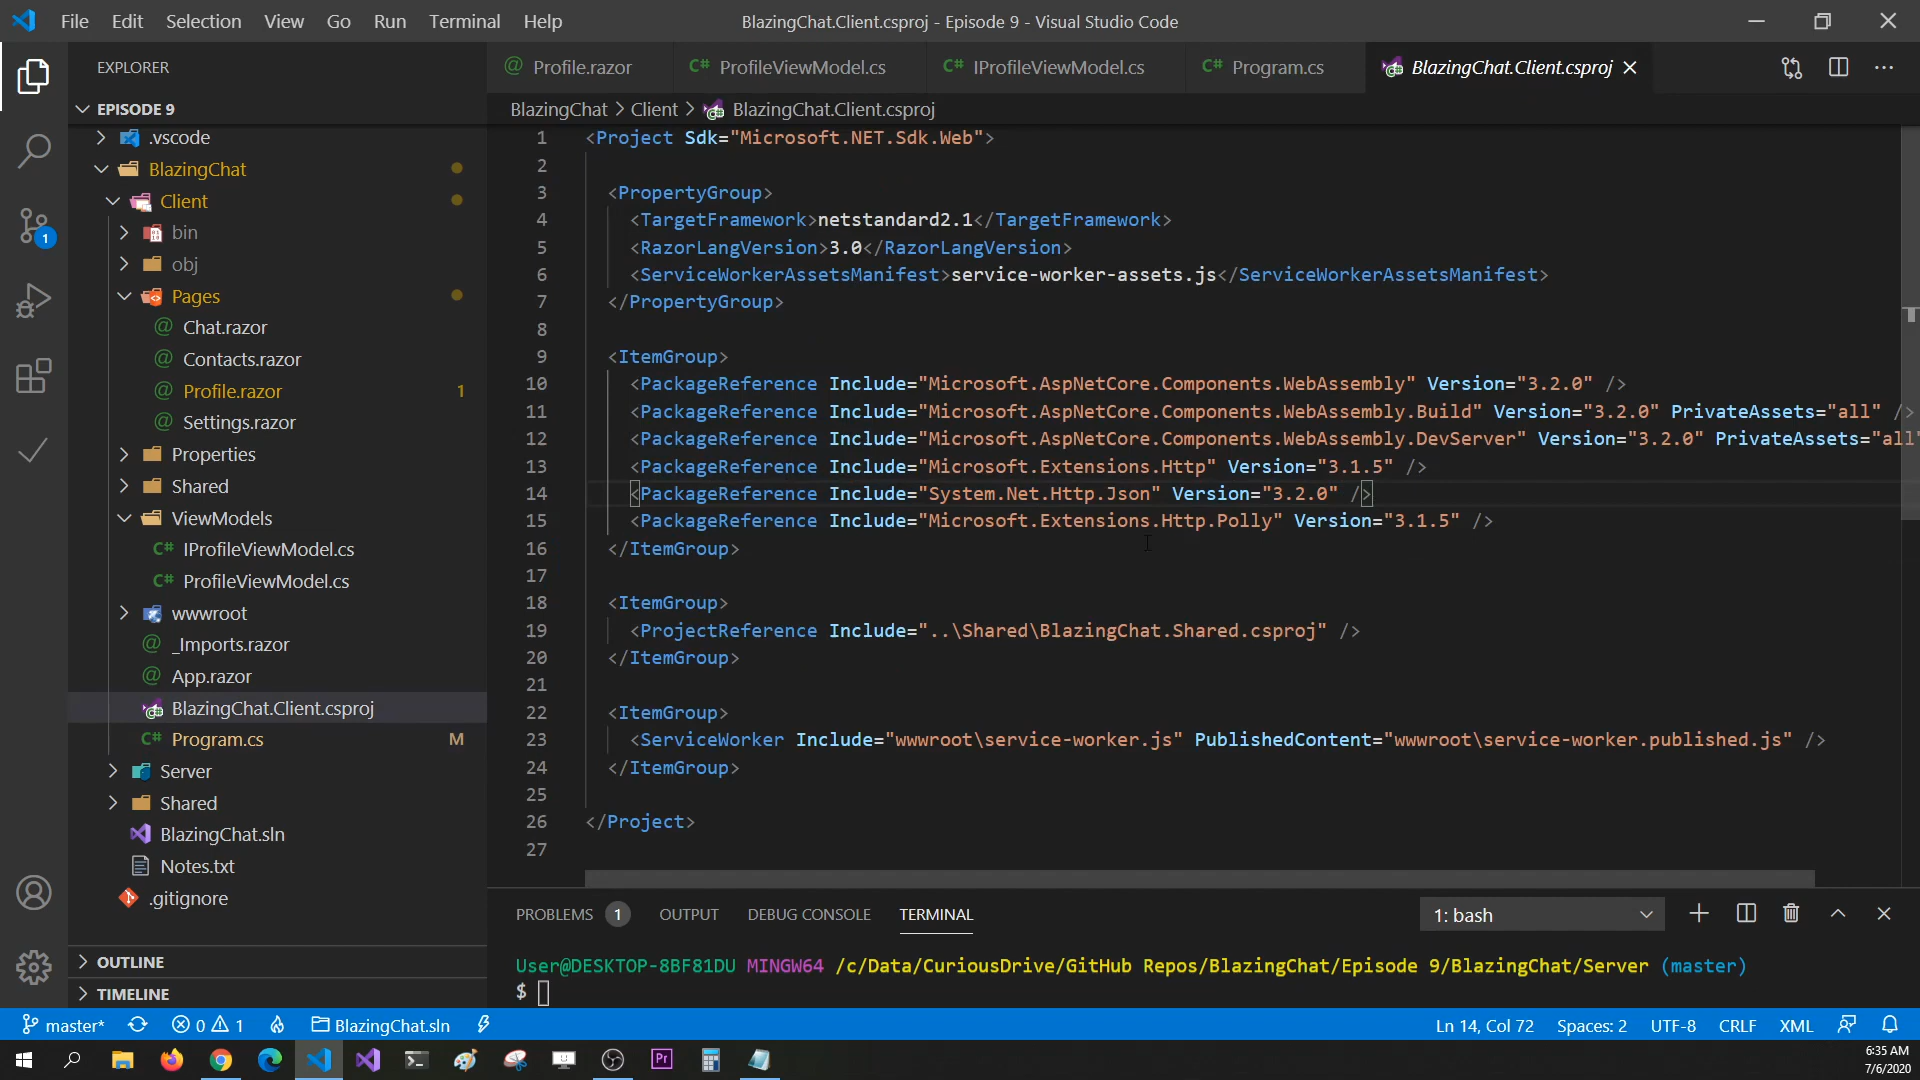 File Edit Selection View Go Run Terminal Help
BlazingChat.Client.csproj - Episode 9 - Visual Studio Code
EXPLORER
EPISODE 9
.vscode
BlazingChat
Client
bin
obj
Pages
Chat.razor
Contacts.razor
Profile.razor 1
Settings.razor
Properties
Shared
ViewModels
IProfileViewModel.cs
ProfileViewModel.cs
wwwroot
_Imports.razor
App.razor
BlazingChat.Client.csproj
Program.cs M
Server
Shared
BlazingChat.sln
Notes.txt
.gitignore
OUTLINE
TIMELINE
1
Profile.razor ProfileViewModel.cs IProfileViewModel.cs Program.cs BlazingChat.Client.csproj
BlazingChat > Client > BlazingChat.Client.csproj
1 <Project Sdk="Microsoft.NET.Sdk.Web">
2
3 <PropertyGroup>
4 <TargetFramework>netstandard2.1</TargetFramework>
5 <RazorLangVersion>3.0</RazorLangVersion>
6 <ServiceWorkerAssetsManifest>service-worker-assets.js</ServiceWorkerAssetsManifest>
7 </PropertyGroup>
8
9 <ItemGroup>
10 <PackageReference Include="Microsoft.AspNetCore.Components.WebAssembly" Version="3.2.0" />
11 <PackageReference Include="Microsoft.AspNetCore.Components.WebAssembly.Build" Version="3.2.0" PrivateAssets="all" />
12 <PackageReference Include="Microsoft.AspNetCore.Components.WebAssembly.DevServer" Version="3.2.0" PrivateAssets="all"
13 <PackageReference Include="Microsoft.Extensions.Http" Version="3.1.5" />
14 <PackageReference Include="System.Net.Http.Json" Version="3.2.0" />
15 <PackageReference Include="Microsoft.Extensions.Http.Polly" Version="3.1.5" />
16 </ItemGroup>
17
18 <ItemGroup>
19 <ProjectReference Include="..\Shared\BlazingChat.Shared.csproj" />
20 </ItemGroup>
21
22 <ItemGroup>
23 <ServiceWorker Include="wwwroot\service-worker.js" PublishedContent="wwwroot\service-worker.published.js" />
24 </ItemGroup>
25
26 </Project>
27
PROBLEMS 1 OUTPUT DEBUG CONSOLE TERMINAL 1: bash
User@DESKTOP-8BF81DU MINGW64 /c/Data/CuriousDrive/GitHub Repos/BlazingChat/Episode 9/BlazingChat/Server (master)
$
master* 0 1 BlazingChat.sln Ln 14, Col 72 Spaces: 2 UTF-8 CRLF XML
Pr
6:35 AM
7/6/2020